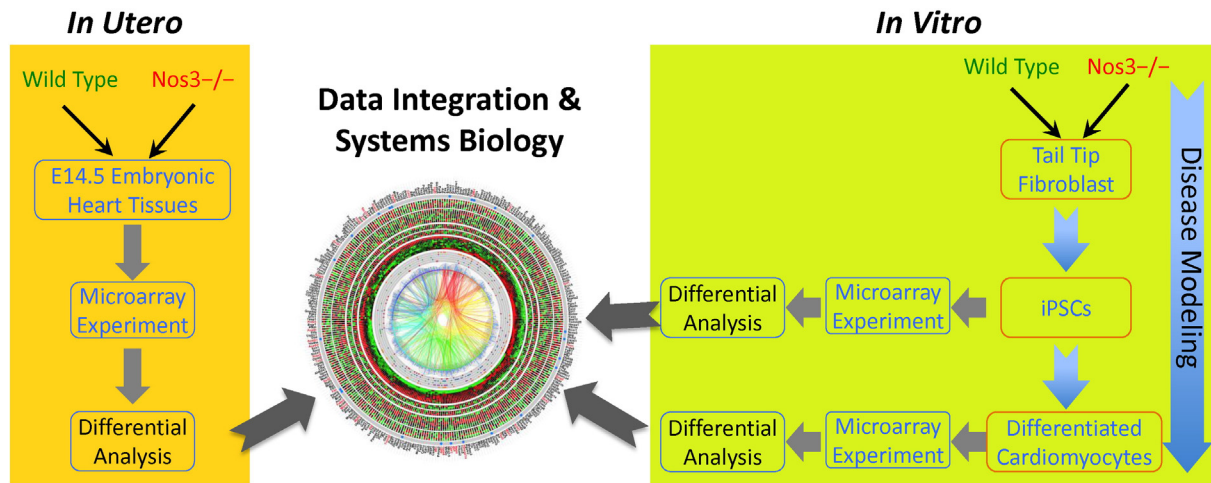 In Utero
Wild Type
Nos3−/−
E14.5 Embryonic
Heart Tissues
Microarray
Experiment
Differential
Analysis
Data Integration &
Systems Biology
In Vitro
Wild Type
Nos3−/−
Tail Tip
Fibroblast
iPSCs
Microarray
Experiment
Differential
Analysis
Differentiated
Cardiomyocytes
Microarray
Experiment
Differential
Analysis
Disease Modeling